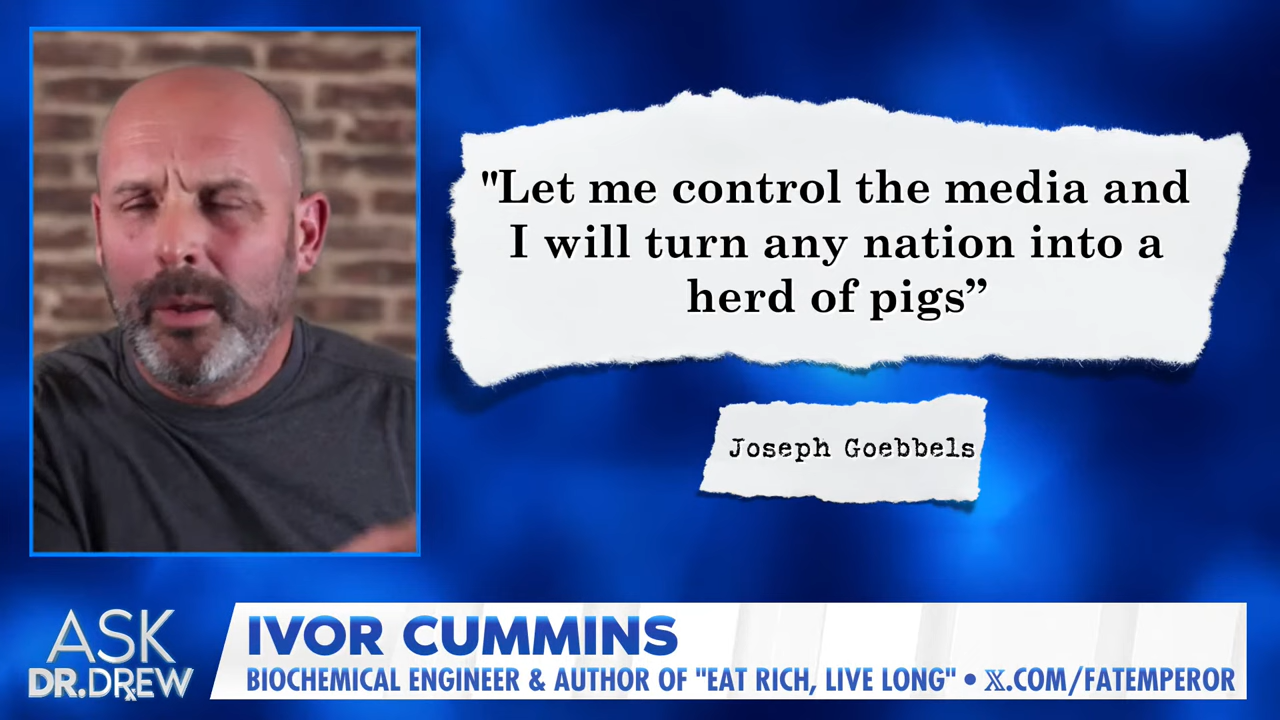 "Let me control the media and
I will turn any nation into a
herd of pigs”
Joseph Goebbels
ASK
DR.DREW
IVOR CUMMINS
BIOCHEMICAL ENGINEER & AUTHOR OF "EAT RICH, LIVE LONG" • 𝕏.COM/FATEMPEROR